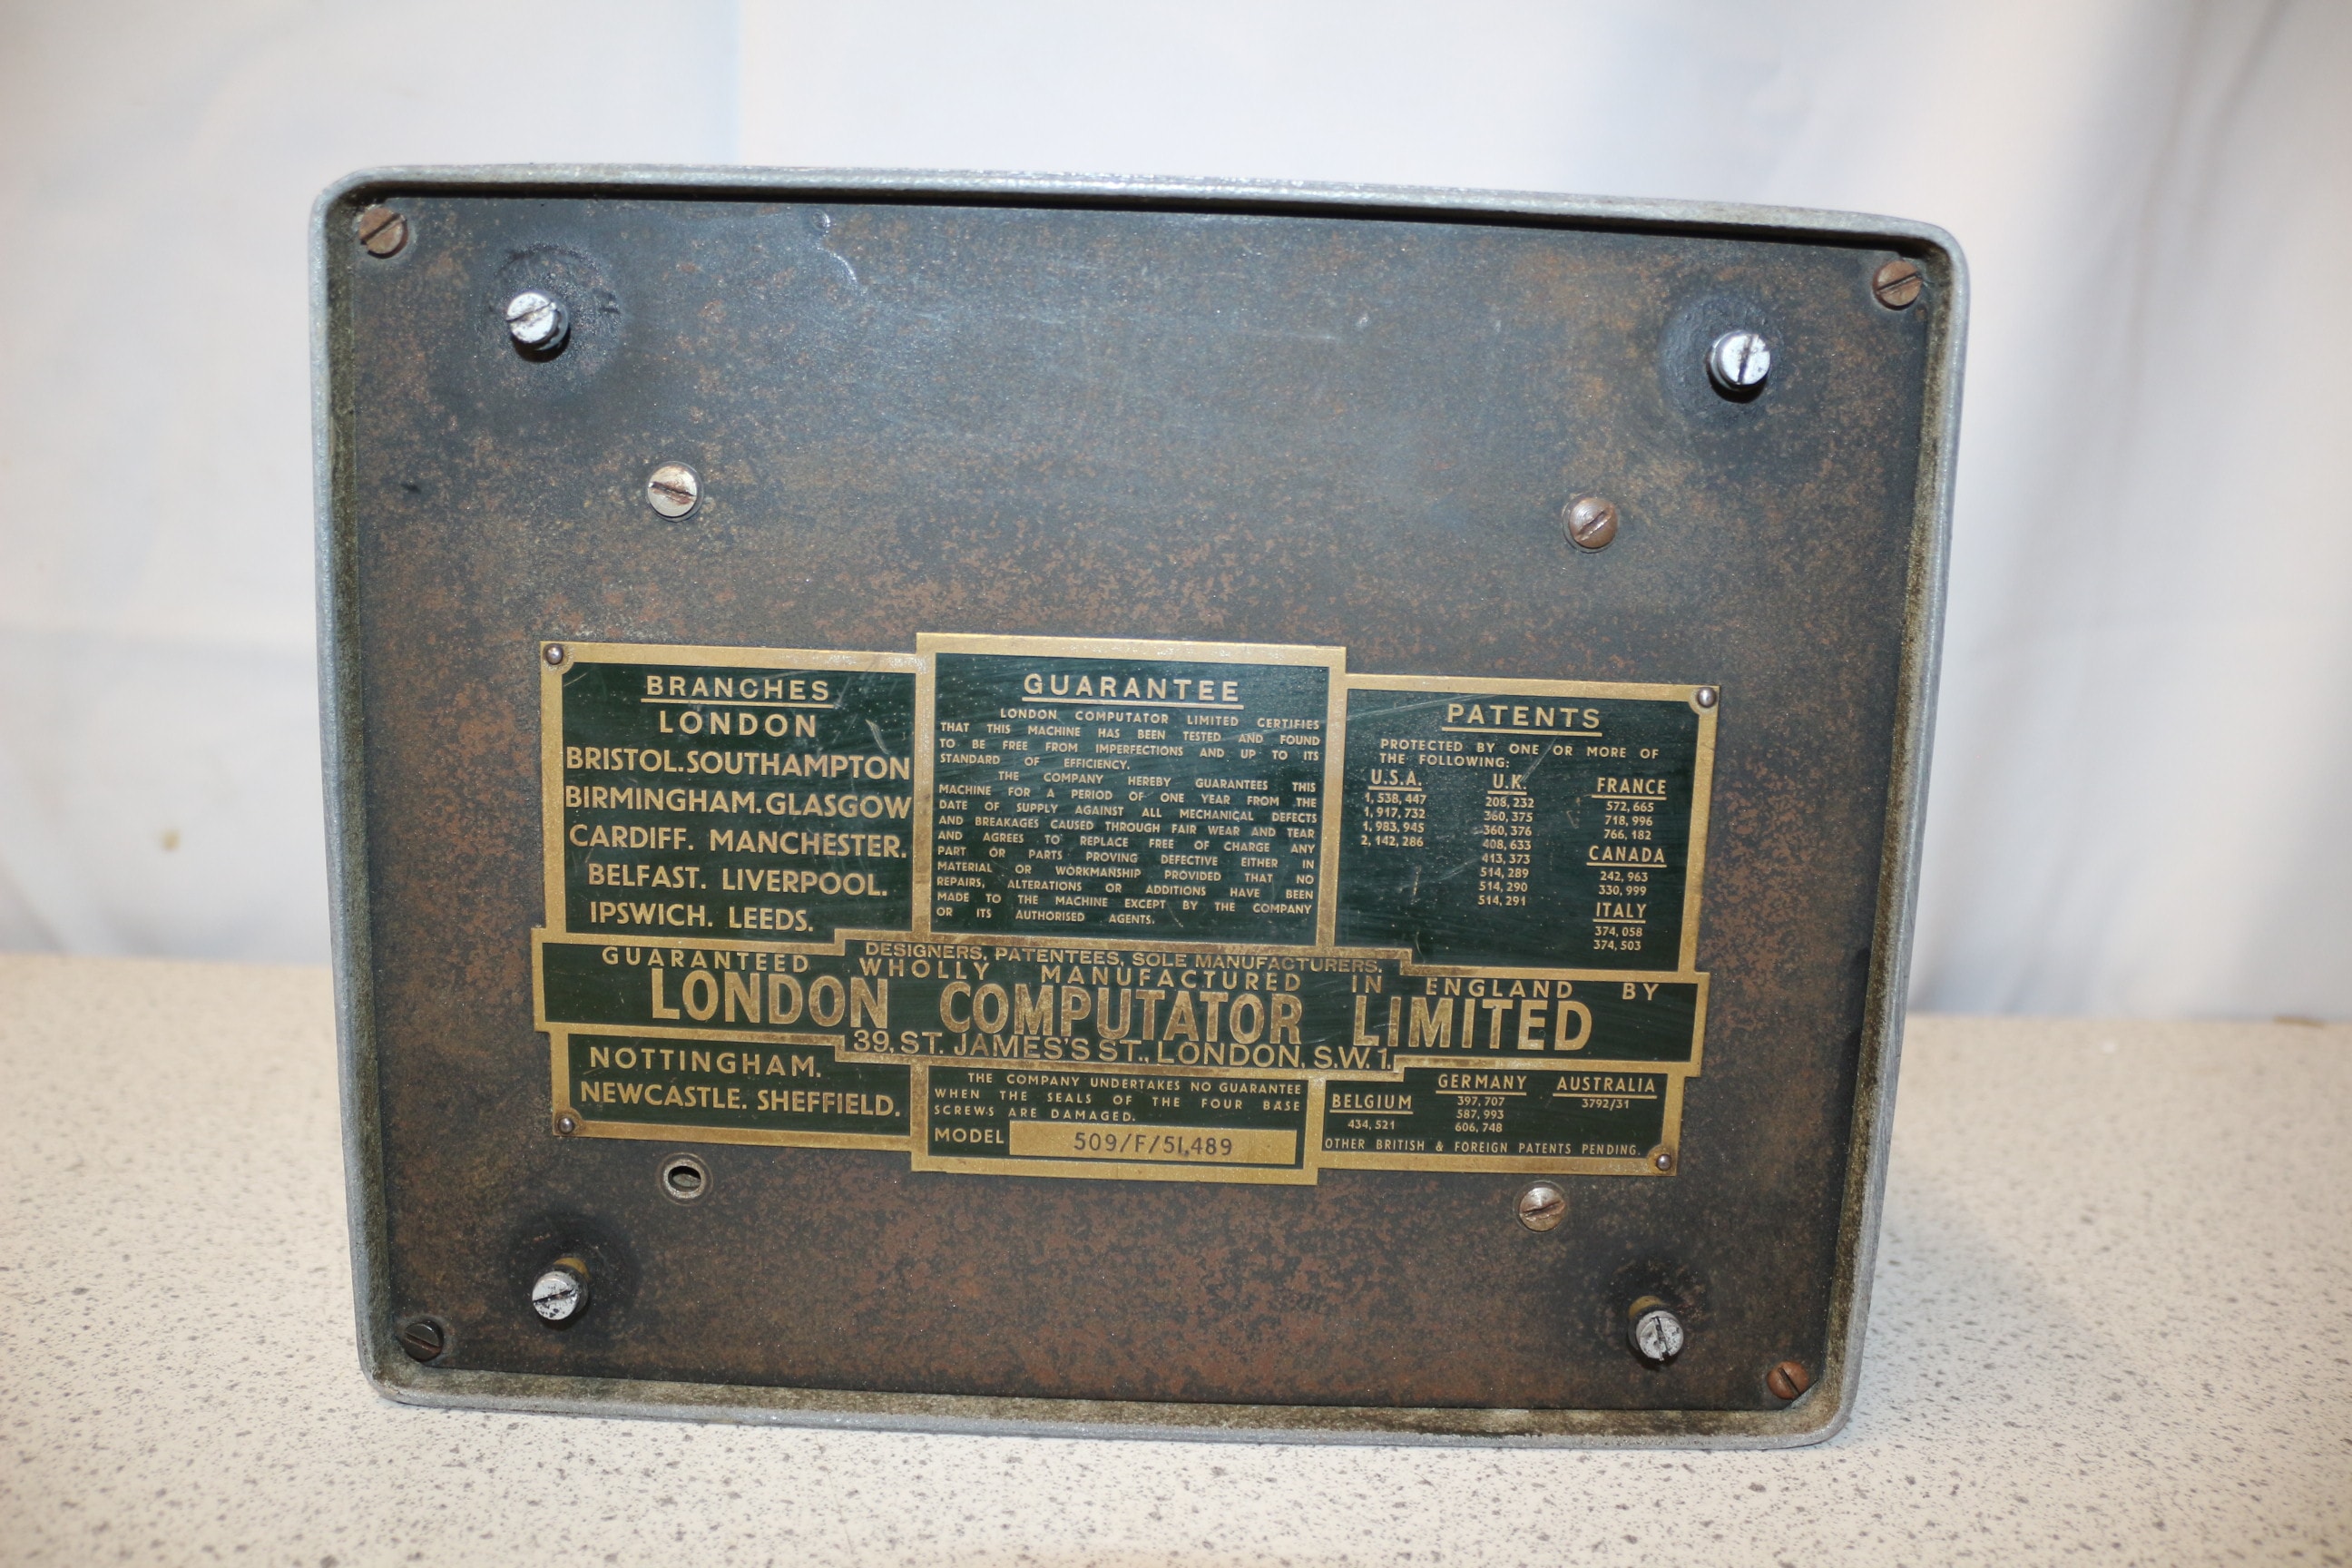 BRANCHES
LONDON
BRISTOL.SOUTHAMPTON
BIRMINGHAM.GLASGOW
CARDIFF. MANCHESTER.
BELFAST. LIVERPOOL.
IPSWICH. LEEDS.
GUARANTEE
LONDON COMPUTATOR LIMITED CERTIFIES
THAT THIS MACHINE HAS BEEN TESTED AND FOUND
TO BE FREE FROM IMPERFECTIONS AND UP TO ITS
STANDARD OF EFFICIENCY.
THE COMPANY HEREBY GUARANTEES THIS
MACHINE FOR A PERIOD OF ONE YEAR FROM THE
DATE OF SUPPLY AGAINST ALL MECHANICAL DEFECTS
AND BREAKAGES CAUSED THROUGH FAIR WEAR AND TEAR
AND AGREES TO REPLACE FREE OF CHARGE ANY
PART OR PARTS PROVING DEFECTIVE EITHER IN
MATERIAL OR WORKMANSHIP PROVIDED THAT NO
REPAIRS, ALTERATIONS OR ADDITIONS HAVE BEEN
MADE TO THE MACHINE EXCEPT BY THE COMPANY
OR ITS AUTHORISED AGENTS.
PATENTS
PROTECTED BY ONE OR MORE OF
THE FOLLOWING:
U.S.A.
1,538,447
1,917,732
1,983,945
2,142,286
U.K.
208,232
360,375
360,376
408,633
413,373
514,289
514,290
514,291
FRANCE
572,665
718,996
766,182
CANADA
242,963
330,999
ITALY
374,058
374,503
DESIGNERS, PATENTEES, SOLE MANUFACTURERS.
GUARANTEED WHOLLY MANUFACTURED IN ENGLAND BY
LONDON COMPUTATOR LIMITED
39, ST. JAMES'S ST., LONDON, S.W.1.
NOTTINGHAM.
NEWCASTLE. SHEFFIELD.
THE COMPANY UNDERTAKES NO GUARANTEE
WHEN THE SEALS OF THE FOUR BASE
SCREWS ARE DAMAGED.
MODEL 509/F/51,489
BELGIUM
434,521
GERMANY
397,707
587,993
606,748
AUSTRALIA
3792/31
OTHER BRITISH & FOREIGN PATENTS PENDING.